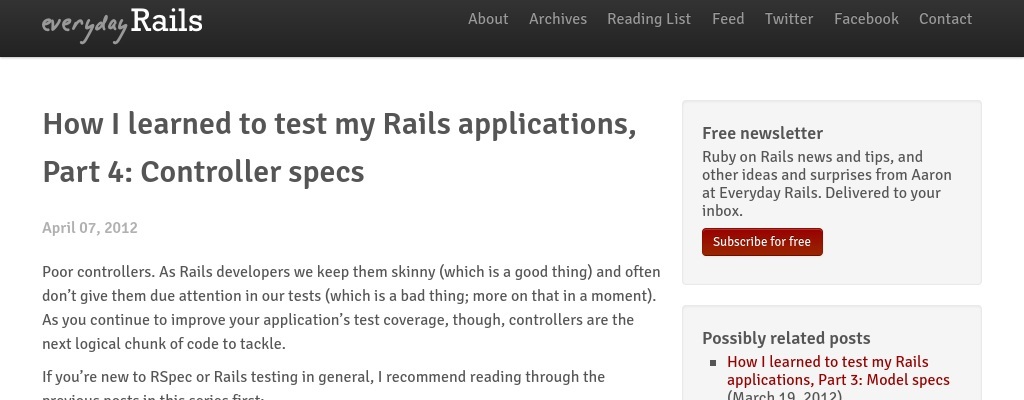 everyday Rails
About Archives Reading List Feed Twitter Facebook Contact
How I learned to test my Rails applications,
Part 4: Controller specs
April 07, 2012
Poor controllers. As Rails developers we keep them skinny (which is a good thing) and often
don’t give them due attention in our tests (which is a bad thing; more on that in a moment).
As you continue to improve your application’s test coverage, though, controllers are the
next logical chunk of code to tackle.
If you’re new to RSpec or Rails testing in general, I recommend reading through the
previous posts in this series first:
Free newsletter
Ruby on Rails news and tips, and
other ideas and surprises from Aaron
at Everyday Rails. Delivered to your
inbox.
Subscribe for free
Possibly related posts
How I learned to test my Rails
applications, Part 3: Model specs
(March 19, 2012)